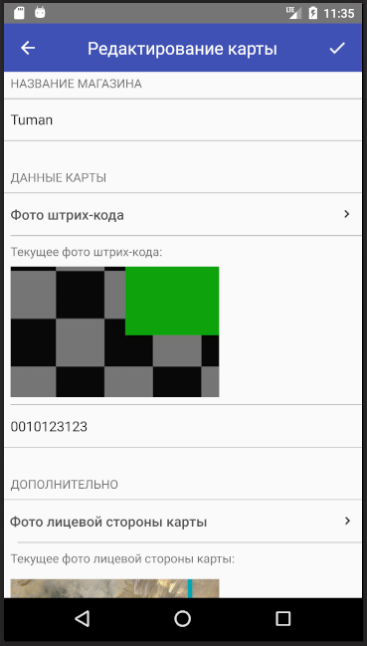 LTE 11:35
Редактирование карты
НАЗВАНИЕ МАГАЗИНА
Tuman
ДАННЫЕ КАРТЫ
Фото штрих-кода
Текущее фото штрих-кода:
0010123123
ДОПОЛНИТЕЛЬНО
Фото лицевой стороны карты
Текущее фото лицевой стороны карты: